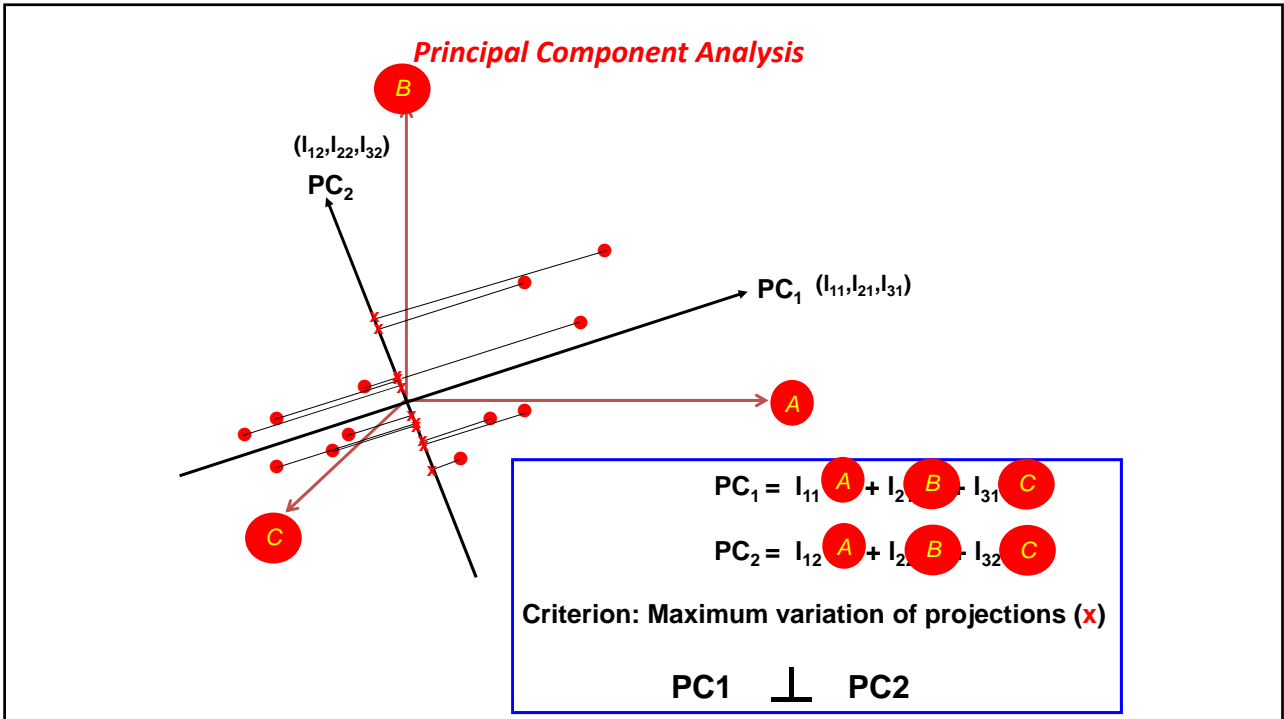 Principal Component Analysis
B
(l₁₂,l₂₂,l₃₂)
PC₂
PC₁ (l₁₁,l₂₁,l₃₁)
A
C
PC₁ = l₁₁ A + l₂ B + l₃₁ C
PC₂ = l₁₂ A + l₂₂ B + l₃₂ C
Criterion: Maximum variation of projections (x)
PC1 ⊥ PC2